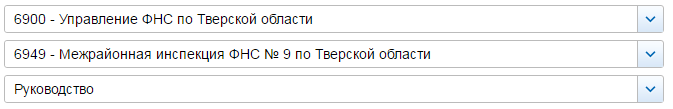 6900 - Управление ФНС по Тверской области
6949 - Межрайонная инспекция ФНС № 9 по Тверской области
Руководство